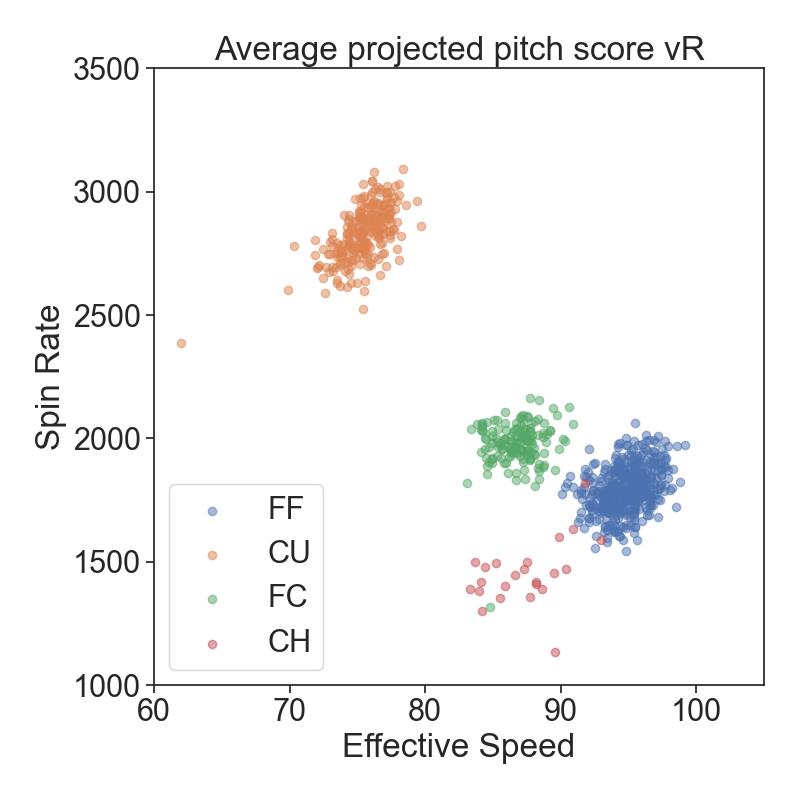 Average projected pitch score vR
3500
3000
2500
2000
1500
1000
Spin Rate
FF
CU
FC
CH
60 70 80 90 100
Effective Speed